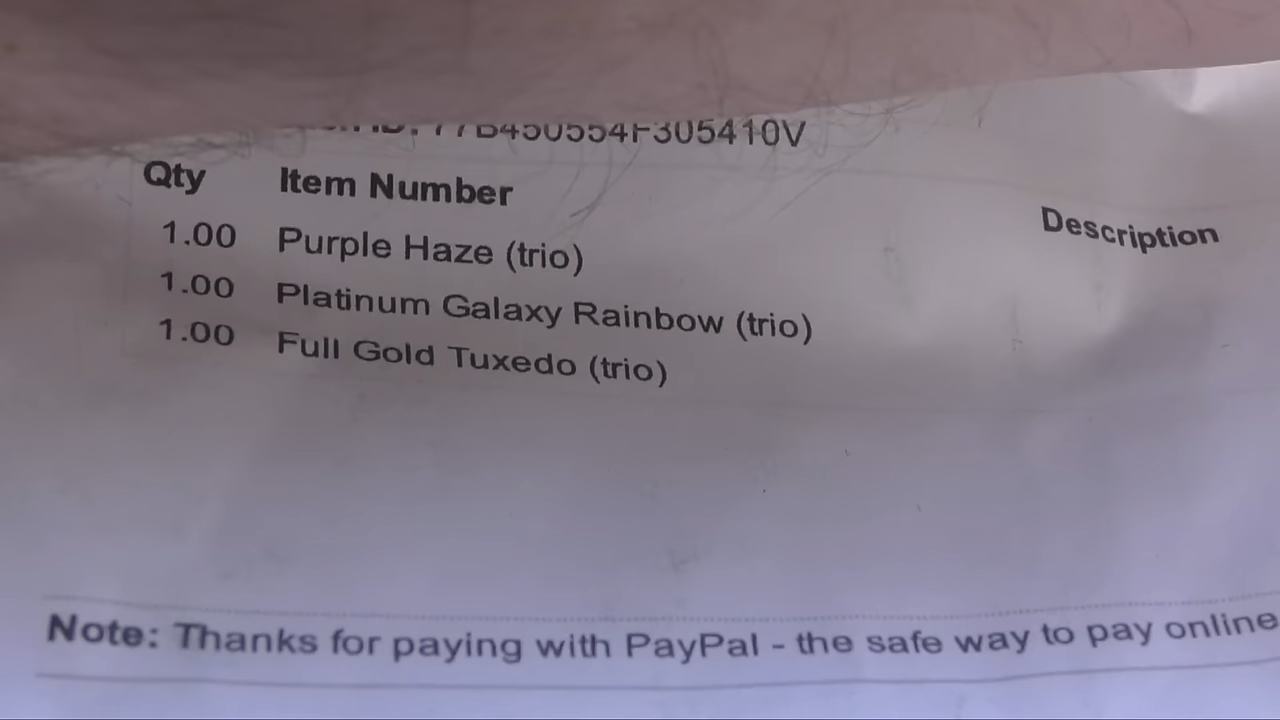 Qty Item Number Description
1.00 Purple Haze (trio)
1.00 Platinum Galaxy Rainbow (trio)
1.00 Full Gold Tuxedo (trio)
Note: Thanks for paying with PayPal - the safe way to pay online